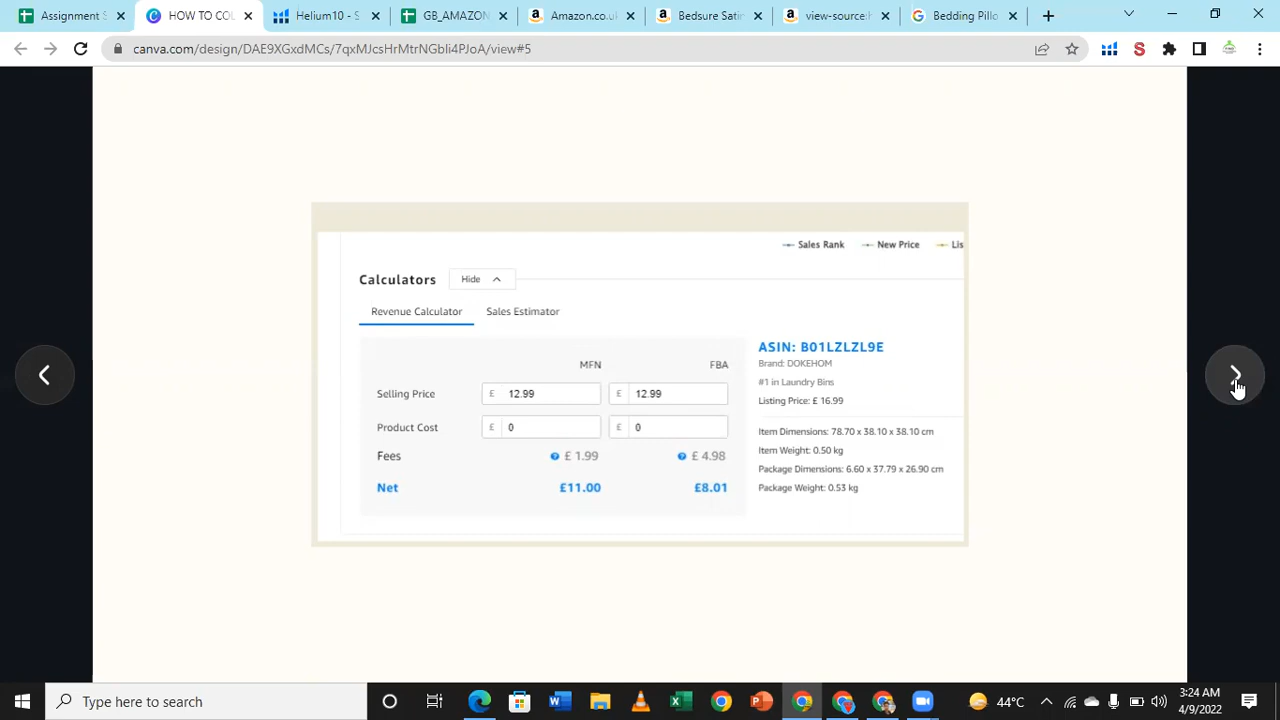 Assignment S
HOW TO COL
Helium10 - S
GB_AMAZON
Amazon.co.uk
Bedsure Satin
view-source:h
Bedding Pillo
canva.com/design/DAE9XGxdMCs/7qxMJcsHrMtrNGbli4PJoA/view#5
Sales Rank New Price Lis
Calculators Hide
Revenue Calculator Sales Estimator
MFN FBA
Selling Price £ 12.99 £ 12.99
Product Cost £ 0 £ 0
Fees £ 1.99 £ 4.98
Net £11.00 £8.01
ASIN: B01LZLZL9E
Brand: DOKEHOM
#1 in Laundry Bins
Listing Price: £ 16.99
Item Dimensions: 78.70 x 38.10 x 38.10 cm
Item Weight: 0.50 kg
Package Dimensions: 6.60 x 37.79 x 26.90 cm
Package Weight: 0.53 kg
Type here to search
44°C
3:24 AM
4/9/2022